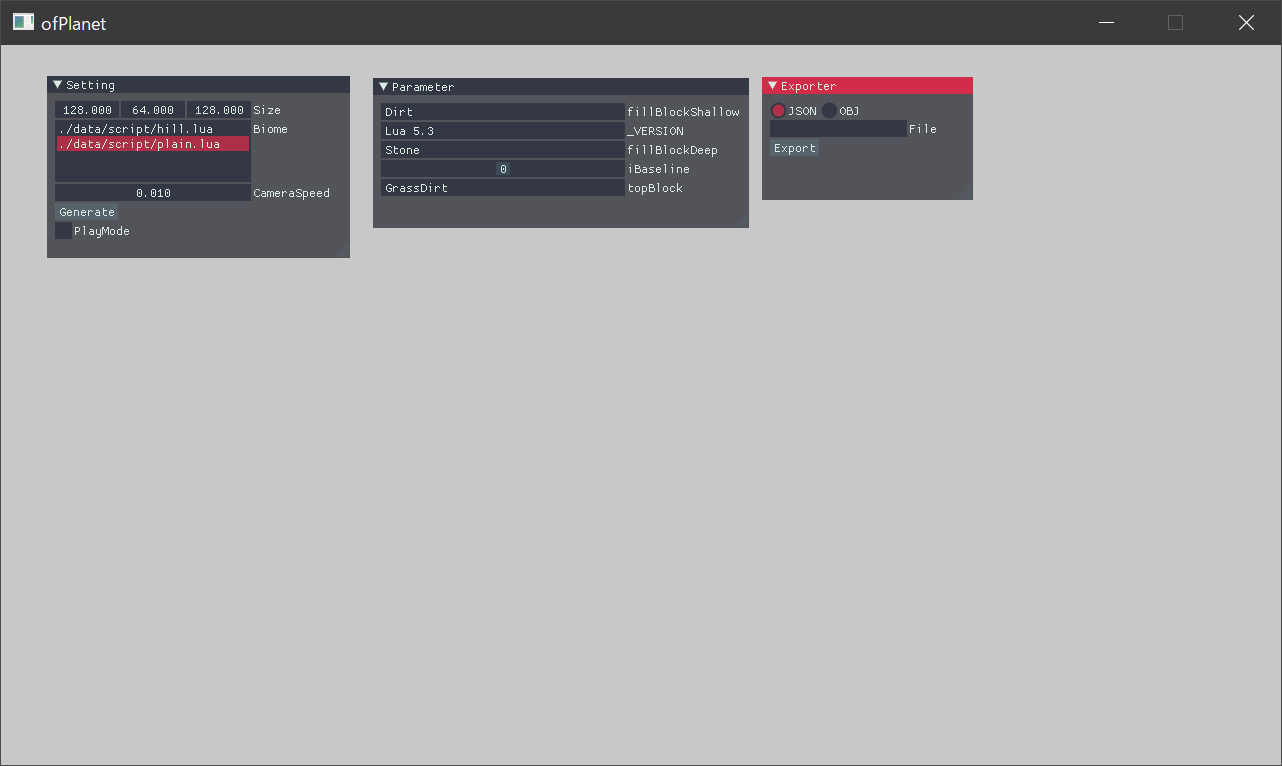 ofPlanet
Setting
128.000 64.000 128.000 Size
./data/script/hill.lua Biome
./data/script/plain.lua
0.010 CameraSpeed
Generate
PlayMode
Parameter
Dirt fillBlockShallow
Lua 5.3 _VERSION
Stone fillBlockDeep
0 iBaseline
GrassDirt topBlock
Exporter
JSON OBJ
File
Export